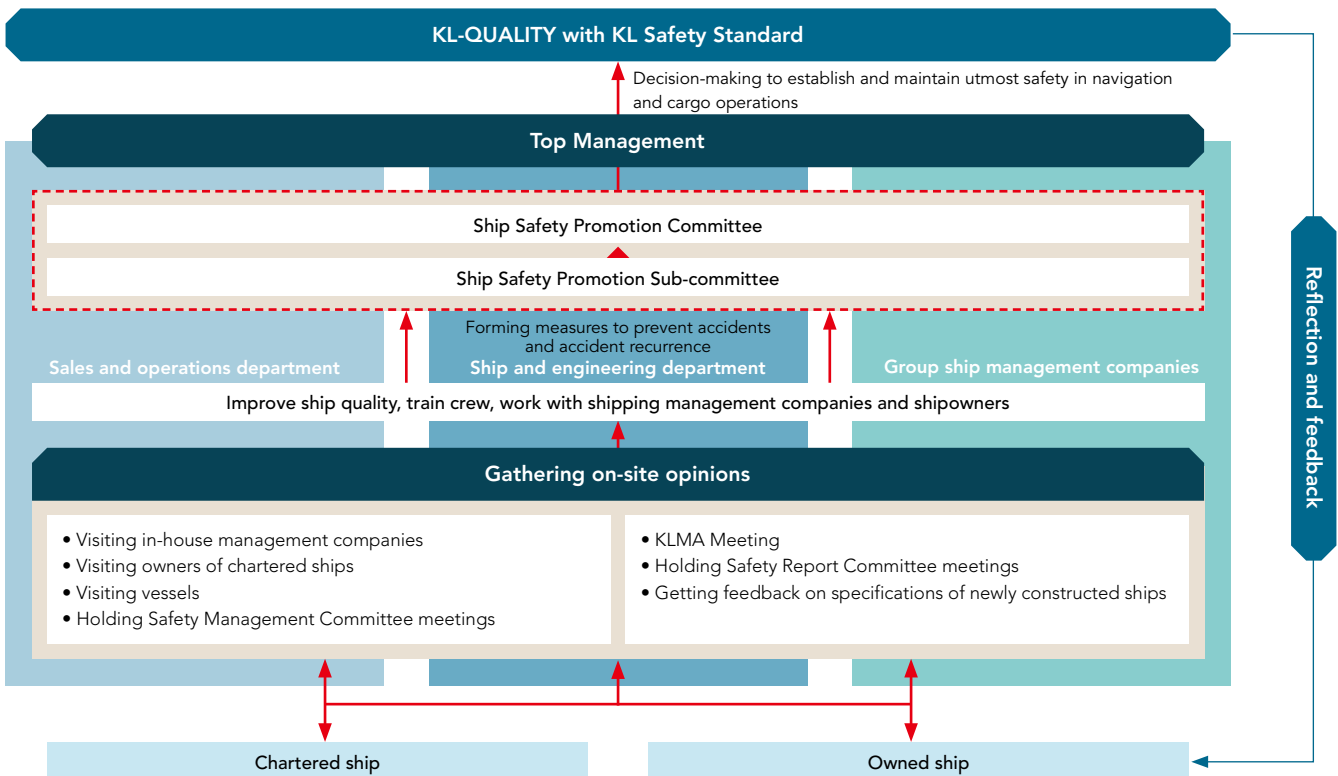 KL-QUALITY with KL Safety Standard
Decision-making to establish and maintain utmost safety in navigation
and cargo operations
Top Management
Ship Safety Promotion Committee
Ship Safety Promotion Sub-committee
Forming measures to prevent accidents
and accident recurrence
Sales and operations department
Ship and engineering department
Group ship management companies
Improve ship quality, train crew, work with shipping management companies and shipowners
Gathering on-site opinions
• Visiting in-house management companies
• Visiting owners of chartered ships
• Visiting vessels
• Holding Safety Management Committee meetings
• KLMA Meeting
• Holding Safety Report Committee meetings
• Getting feedback on specifications of newly constructed ships
Chartered ship
Owned ship
Reflection and feedback